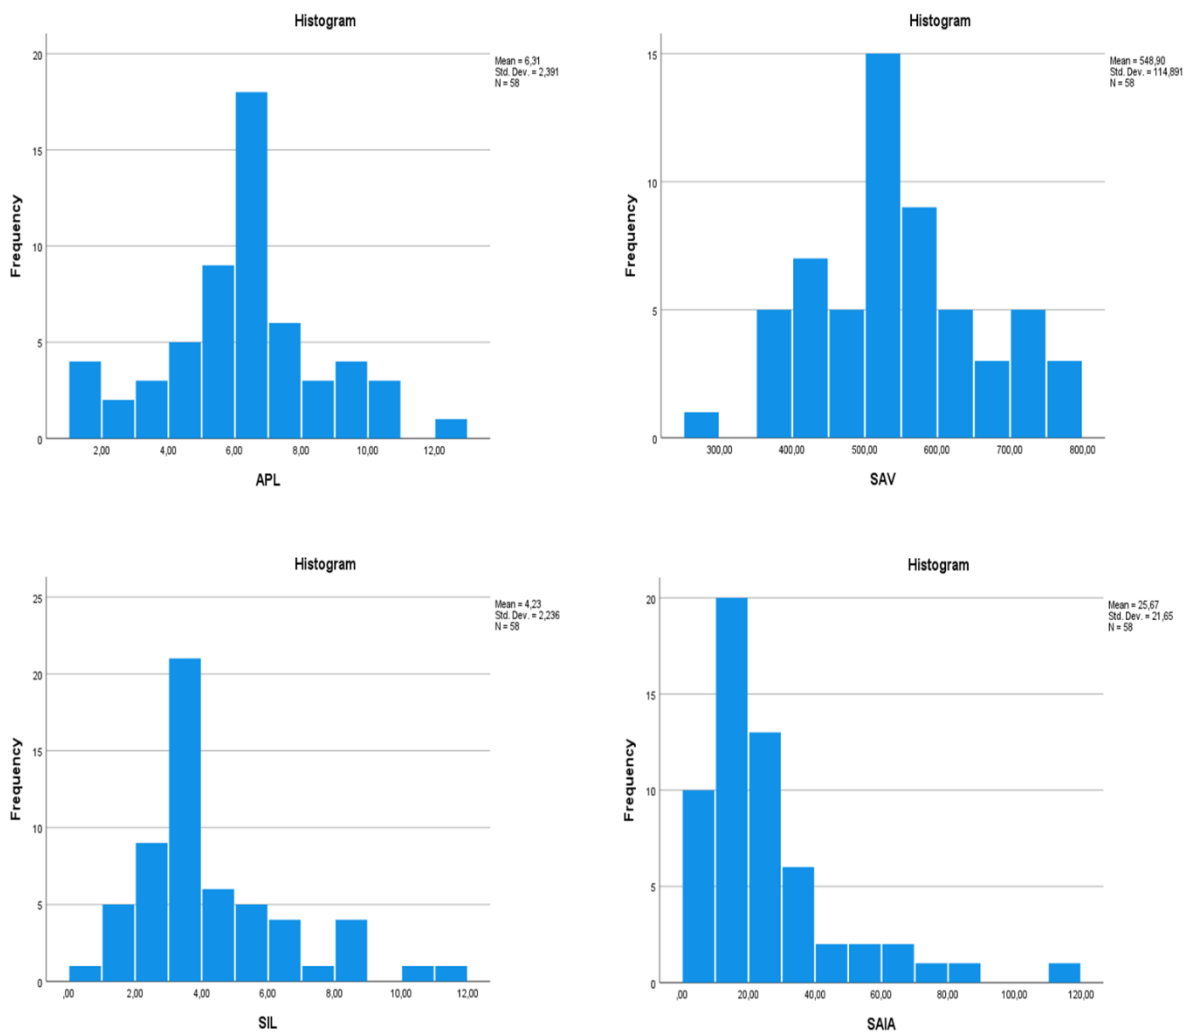 Histogram
Mean = 6,31
Std. Dev. = 2,391
N = 58
20
15
10
5
0
Frequency
2,00 4,00 6,00 8,00 10,00 12,00
APL
Histogram
Mean = 548,90
Std. Dev. = 114,891
N = 58
15
10
5
0
Frequency
300,00 400,00 500,00 600,00 700,00 800,00
SAV
Histogram
Mean = 4,23
Std. Dev. = 2,236
N = 58
25
20
15
10
5
0
Frequency
,00 2,00 4,00 6,00 8,00 10,00 12,00
SIL
Histogram
Mean = 25,67
Std. Dev. = 21,65
N = 58
20
15
10
5
0
Frequency
,00 20,00 40,00 60,00 80,00 100,00 120,00
SAIA